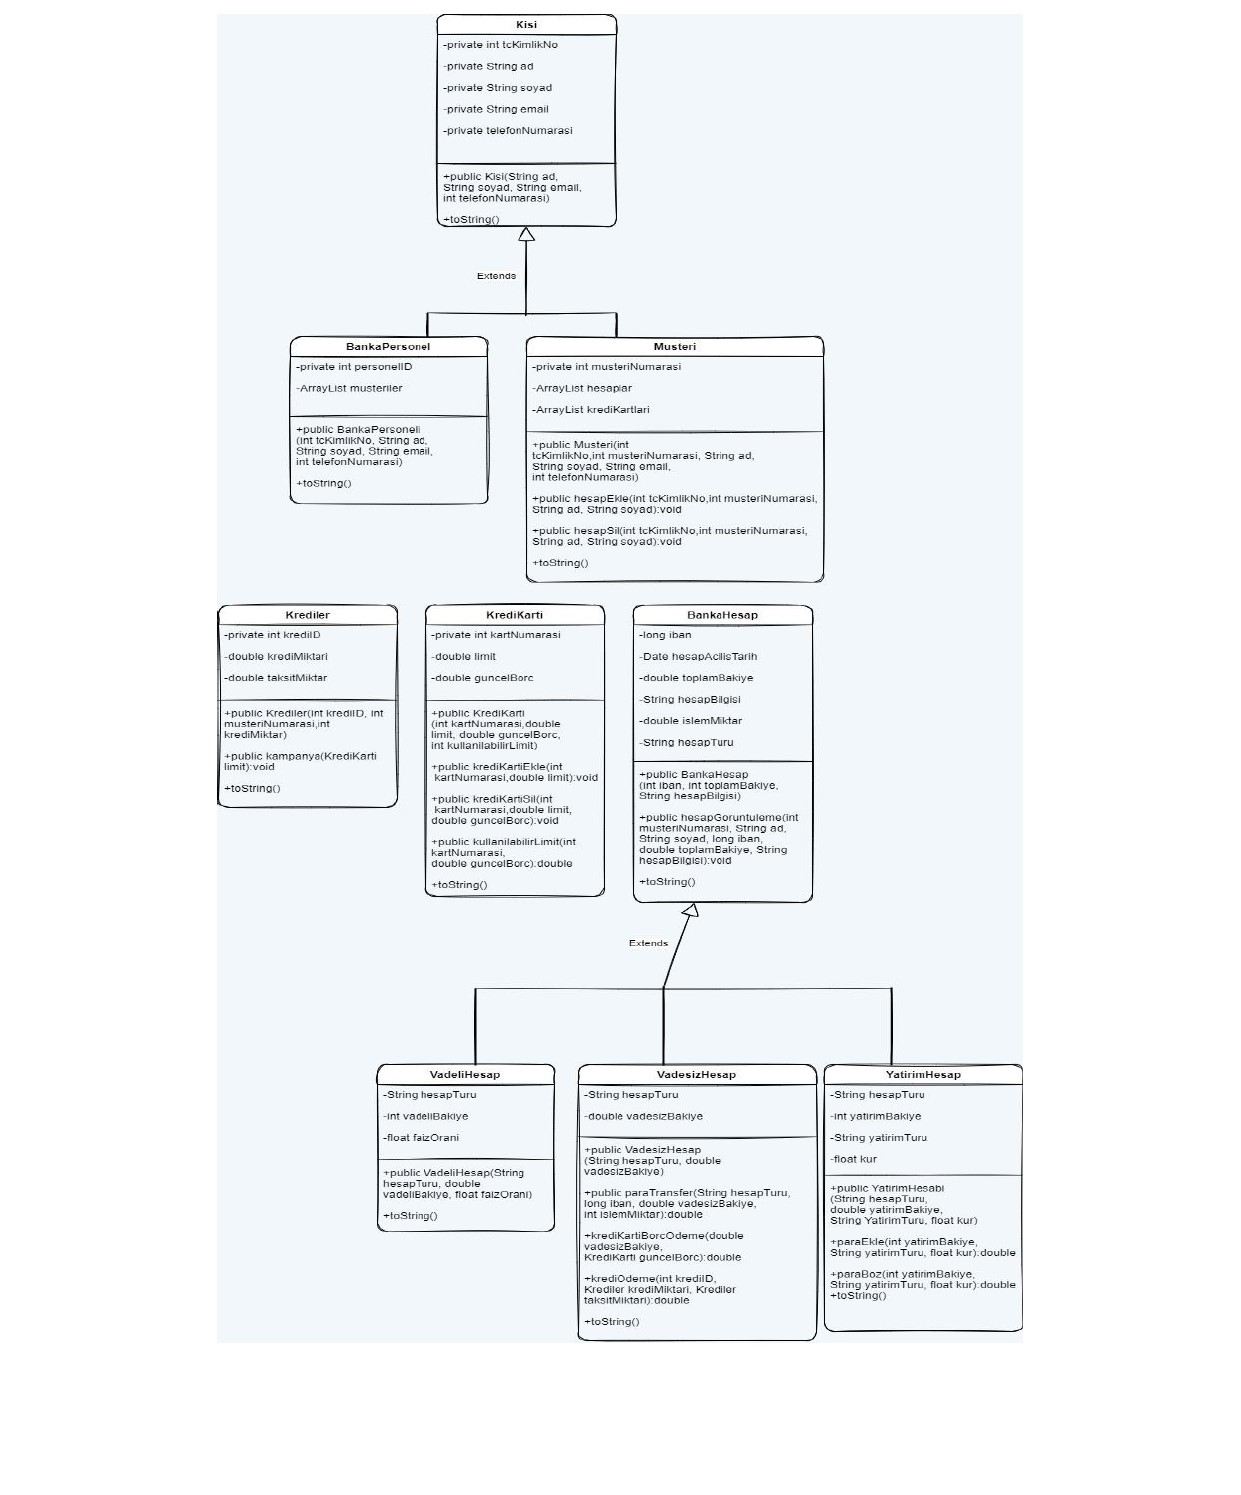 Kisi
-private int tcKimlikNo
-private String ad
-private String soyad
-private String email
-private telefonNumarasi
+public Kisi(String ad,
String soyad, String email,
int telefonNumarasi)
+toString()
Extends
BankaPersonel
-private int personelID
-ArrayList musteriler
+public BankaPersoneli
(int tcKimlikNo, String ad,
String soyad, String email,
int telefonNumarasi)
+toString()
Musteri
-private int musteriNumarasi
-ArrayList hesaplar
-ArrayList krediKartlari
+public Musteri(int
tcKimlikNo,int musteriNumarasi, String ad,
String soyad, String email,
int telefonNumarasi)
+public hesapEkle(int tcKimlikNo,int musteriNumarasi,
String ad, String soyad):void
+public hesapSil(int tcKimlikNo,int musteriNumarasi,
String ad, String soyad):void
+toString()
Krediler
-private int krediID
-double krediMiktari
-double taksitMiktar
+public Krediler(int krediID, int
musteriNumarasi,int
krediMiktar)
+public kampanya(KrediKarti
limit):void
+toString()
KrediKarti
-private int kartNumarasi
-double limit
-double guncelBorc
+public KrediKarti
(int kartNumarasi,double
limit, double guncelBorc,
int kullanilabilirLimit)
+public krediKartiEkle(int
kartNumarasi,double limit):void
+public krediKartiSil(int
kartNumarasi,double limit,
double guncelBorc):void
+public kullanilabilirLimit(int
kartNumarasi,
double guncelBorc):double
+toString()
BankaHesap
-long iban
-Date hesapAcilisTarih
-double toplamBakiye
-String hesapBilgisi
-double islemMiktar
-String hesapTuru
+public BankaHesap
(int iban, int toplamBakiye,
String hesapBilgisi)
+public hesapGoruntuleme(int
musteriNumarasi, String ad,
String soyad, long iban,
double toplamBakiye, String
hesapBilgisi):void
+toString()
Extends
VadeliHesap
-String hesapTuru
-int vadeliBakiye
-float faizOrani
+public VadeliHesap(String
hesapTuru, double
vadeliBakiye, float faizOrani)
+toString()
VadesizHesap
-String hesapTuru
-double vadesizBakiye
+public VadesizHesap
(String hesapTuru, double
vadesizBakiye)
+public paraTransfer(String hesapTuru,
long iban, double vadesizBakiye,
int islemMiktar):double
+krediKartiBorcOdeme(double
vadesizBakiye,
KrediKarti guncelBorc):double
+krediOdeme(int krediID,
Krediler krediMiktari, Krediler
taksitMiktari):double
+toString()
YatirimHesap
-String hesapTuru
-int yatirimBakiye
-String yatirimTuru
-float kur
+public YatirimHesabi
(String hesapTuru,
double yatirimBakiye,
String YatirimTuru, float kur)
+paraEkle(int yatirimBakiye,
String yatirimTuru, float kur):double
+paraBoz(int yatirimBakiye,
String yatirimTuru, float kur):double
+toString()